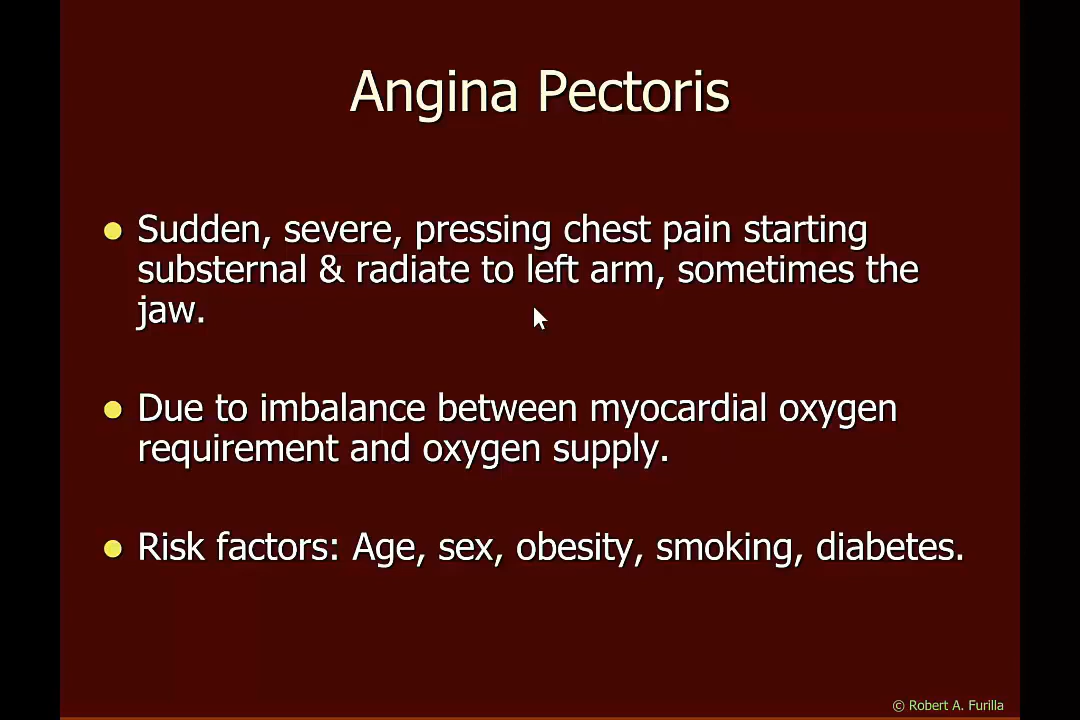 Angina Pectoris
Sudden, severe, pressing chest pain starting
substernal & radiate to left arm, sometimes the
jaw.
Due to imbalance between myocardial oxygen
requirement and oxygen supply.
Risk factors: Age, sex, obesity, smoking, diabetes.
© Robert A. Furilla